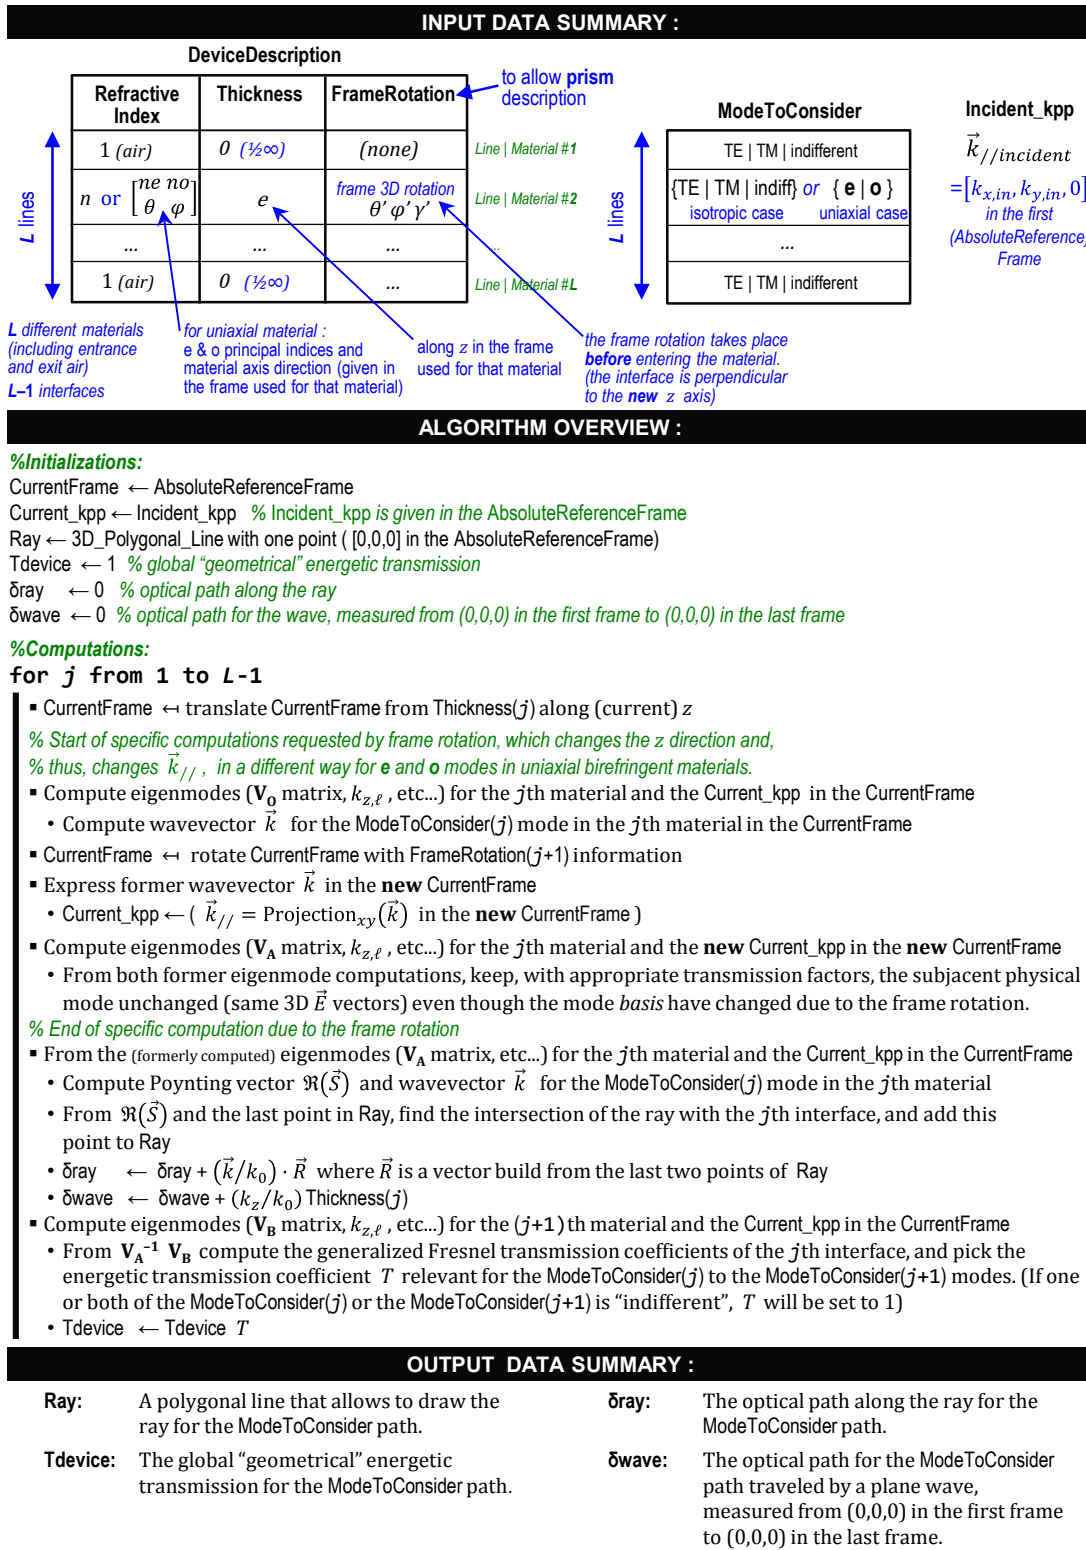 INPUT DATA SUMMARY :
DeviceDescription
Refractive Index
Thickness
FrameRotation
to allow prism
description
1 (air)
0 (½∞)
(none)
Line | Material #1
n or [ne no
θ φ]
e
frame 3D rotation
θ' φ' γ'
Line | Material #2
...
...
...
...
1 (air)
0 (½∞)
...
Line | Material #L
L lines
L different materials
(including entrance
and exit air)
L–1 interfaces
for uniaxial material :
e & o principal indices and
material axis direction (given in
the frame used for that material)
along z in the frame
used for that material
the frame rotation takes place
before entering the material.
(the interface is perpendicular
to the new z axis)
ModeToConsider
TE | TM | indifferent
{TE | TM | indiff} or { e | o }
isotropic case uniaxial case
...
TE | TM | indifferent
L lines
Incident_kpp
k⃗//incident
=[kx,in, ky,in, 0]
in the first
(AbsoluteReference)
Frame
ALGORITHM OVERVIEW :
%Initializations:
CurrentFrame ← AbsoluteReferenceFrame
Current_kpp ← Incident_kpp % Incident_kpp is given in the AbsoluteReferenceFrame
Ray ← 3D_Polygonal_Line with one point ( [0,0,0] in the AbsoluteReferenceFrame)
Tdevice ← 1 % global “geometrical” energetic transmission
δray ← 0 % optical path along the ray
δwave ← 0 % optical path for the wave, measured from (0,0,0) in the first frame to (0,0,0) in the last frame
%Computations:
for j from 1 to L-1
▪ CurrentFrame ↤ translate CurrentFrame from Thickness(j) along (current) z
% Start of specific computations requested by frame rotation, which changes the z direction and,
% thus, changes k⃗// , in a different way for e and o modes in uniaxial birefringent materials.
▪ Compute eigenmodes (VO matrix, kz,ℓ , etc...) for the jth material and the Current_kpp in the CurrentFrame
• Compute wavevector k⃗ for the ModeToConsider(j) mode in the jth material in the CurrentFrame
▪ CurrentFrame ↤ rotate CurrentFrame with FrameRotation(j+1) information
▪ Express former wavevector k⃗ in the new CurrentFrame
• Current_kpp ← ( k⃗// = Projectionxy(k⃗) in the new CurrentFrame )
▪ Compute eigenmodes (VA matrix, kz,ℓ , etc...) for the jth material and the new Current_kpp in the new CurrentFrame
• From both former eigenmode computations, keep, with appropriate transmission factors, the subjacent physical
mode unchanged (same 3D E⃗ vectors) even though the mode basis have changed due to the frame rotation.
% End of specific computation due to the frame rotation
▪ From the (formerly computed) eigenmodes (VA matrix, etc...) for the jth material and the Current_kpp in the CurrentFrame
• Compute Poynting vector ℜ(S⃗) and wavevector k⃗ for the ModeToConsider(j) mode in the jth material
• From ℜ(S⃗) and the last point in Ray, find the intersection of the ray with the jth interface, and add this
point to Ray
• δray ← δray + (k⃗/k0) · R⃗ where R⃗ is a vector build from the last two points of Ray
• δwave ← δwave + (kz/k0) Thickness(j)
▪ Compute eigenmodes (VB matrix, kz,ℓ , etc...) for the (j+1)th material and the Current_kpp in the CurrentFrame
• From VA⁻¹ VB compute the generalized Fresnel transmission coefficients of the jth interface, and pick the
energetic transmission coefficient T relevant for the ModeToConsider(j) to the ModeToConsider(j+1) modes. (If one
or both of the ModeToConsider(j) or the ModeToConsider(j+1) is “indifferent”, T will be set to 1)
• Tdevice ← Tdevice T
OUTPUT DATA SUMMARY :
Ray: A polygonal line that allows to draw the
ray for the ModeToConsider path.
Tdevice: The global “geometrical” energetic
transmission for the ModeToConsider path.
δray: The optical path along the ray for the
ModeToConsider path.
δwave: The optical path for the ModeToConsider
path traveled by a plane wave,
measured from (0,0,0) in the first frame
to (0,0,0) in the last frame.